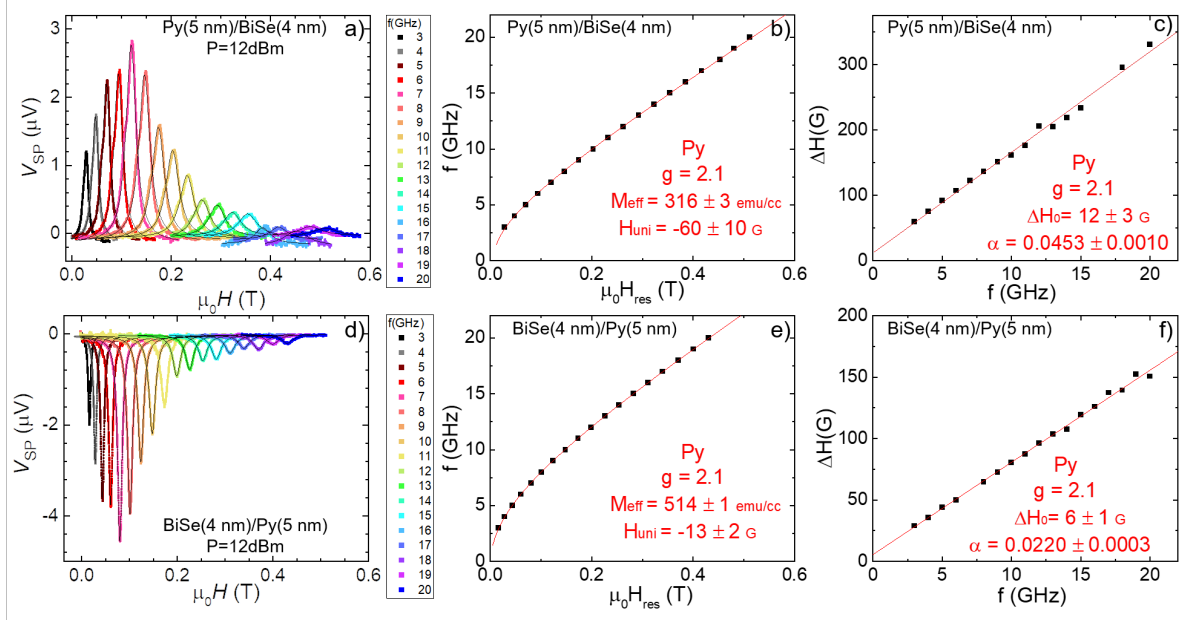 Py(5 nm)/BiSe(4 nm)
P=12dBm
a)
3
2
1
0
V_SP (μV)
0.0 0.2 0.4 0.6
μ₀H (T)
f(GHz)
3
4
5
6
7
8
9
10
11
12
13
14
15
16
17
18
19
20
Py(5 nm)/BiSe(4 nm)
b)
20
15
10
5
0
f (GHz)
Py
g = 2.1
Meff = 316 ± 3 emu/cc
Huni = -60 ± 10 G
0.0 0.2 0.4 0.6
μ₀H_res (T)
Py(5 nm)/BiSe(4 nm)
c)
300
200
100
0
ΔH(G)
Py
g = 2.1
ΔH₀= 12 ± 3 G
α = 0.0453 ± 0.0010
0 5 10 15 20
f (GHz)
d)
0
-2
-4
V_SP (μV)
BiSe(4 nm)/Py(5 nm)
P=12dBm
0.0 0.2 0.4 0.6
μ₀H (T)
f(GHz)
3
4
5
6
7
8
9
10
11
12
13
14
15
16
17
18
19
20
BiSe(4 nm)/Py(5 nm)
e)
20
15
10
5
0
f (GHz)
Py
g = 2.1
Meff = 514 ± 1 emu/cc
Huni = -13 ± 2 G
0.0 0.2 0.4 0.6
μ₀H_res (T)
BiSe(4 nm)/Py(5 nm)
f)
150
100
50
0
ΔH(G)
Py
g = 2.1
ΔH₀= 6 ± 1 G
α = 0.0220 ± 0.0003
0 5 10 15 20
f (GHz)